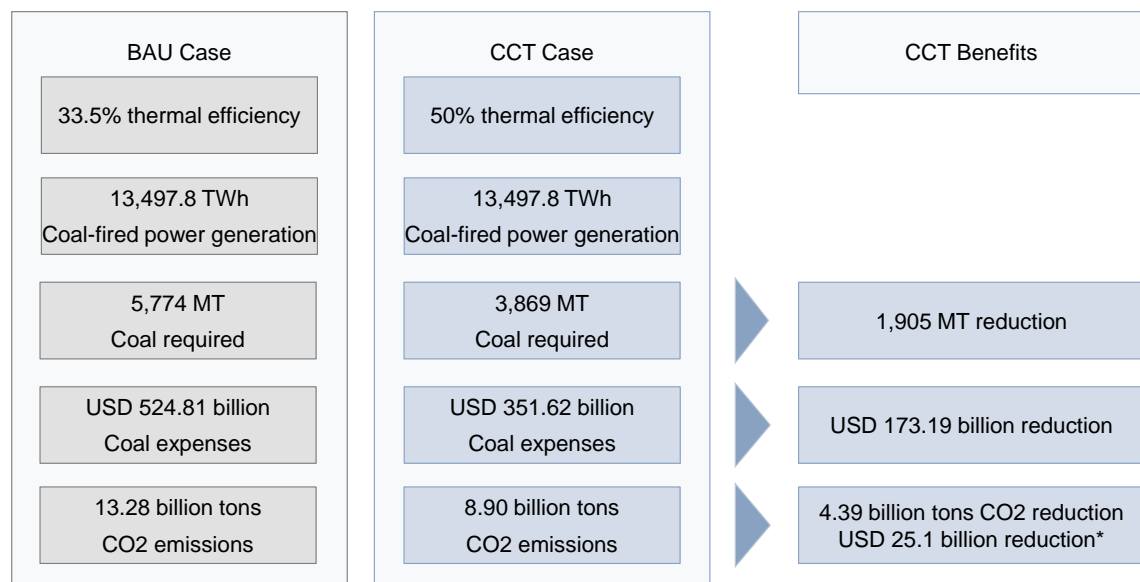 BAU Case
33.5% thermal efficiency
13,497.8 TWh
Coal-fired power generation
5,774 MT
Coal required
USD 524.81 billion
Coal expenses
13.28 billion tons
CO2 emissions
CCT Case
50% thermal efficiency
13,497.8 TWh
Coal-fired power generation
3,869 MT
Coal required
USD 351.62 billion
Coal expenses
8.90 billion tons
CO2 emissions
CCT Benefits
1,905 MT reduction
USD 173.19 billion reduction
4.39 billion tons CO2 reduction
USD 25.1 billion reduction*